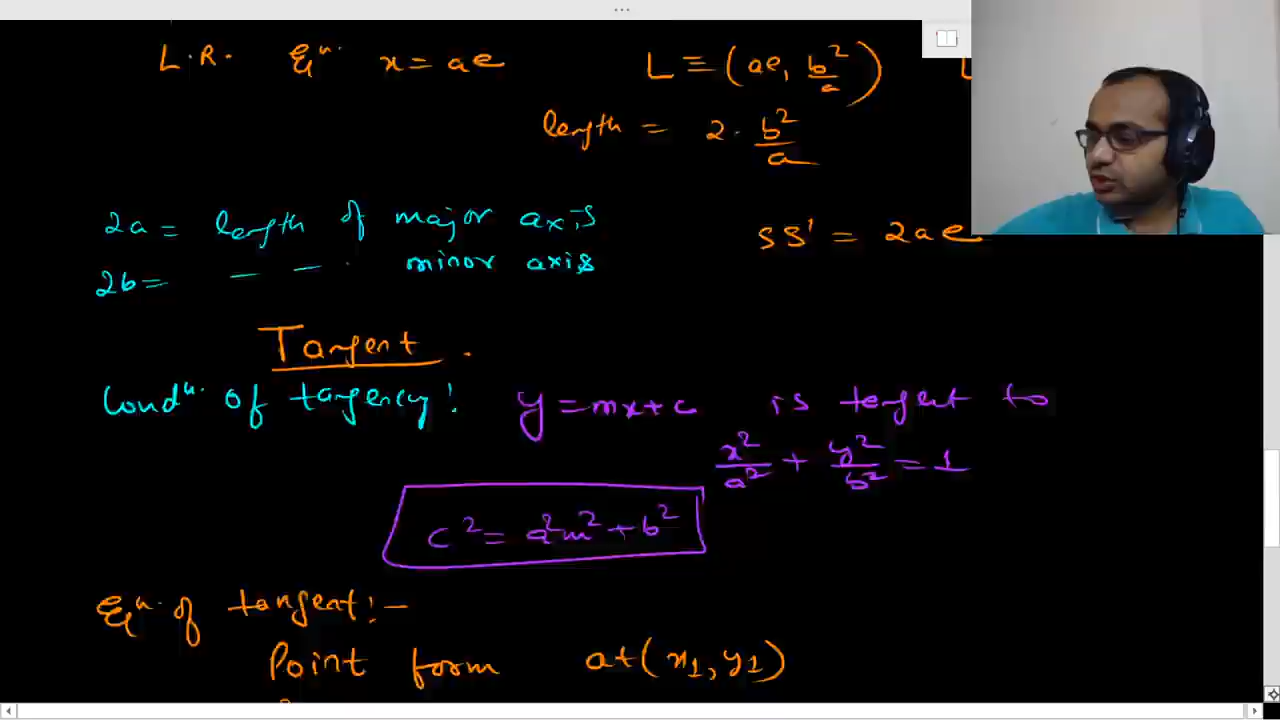 L.R. Eqⁿ. x = ae L ≡ (ae, b²/a) L
length = 2 · b²/a
2a = length of major axis
SS' = 2ae
2b = — — · minor axis
Tangent .
Condⁿ. of tangency! y = mx + c is tangent to
x²/a² + y²/b² = 1
c² = a²m² + b²
Eqⁿ. of tangent! —
Point form at (x₁, y₁)